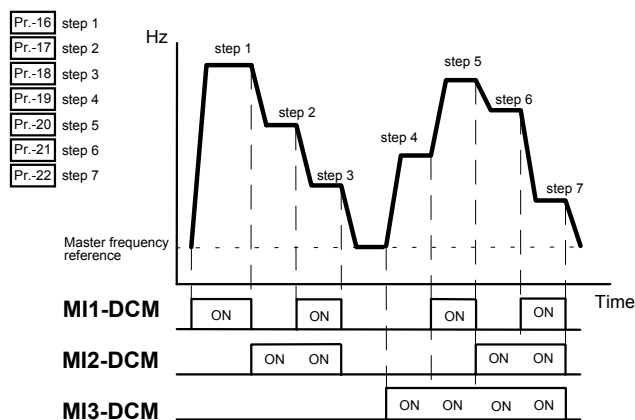 Pr.-16 step 1
Pr.-17 step 2
Pr.-18 step 3
Pr.-19 step 4
Pr.-20 step 5
Pr.-21 step 6
Pr.-22 step 7
Hz
step 1
step 2
step 3
step 4
step 5
step 6
step 7
Master frequency
reference
Time
MI1-DCM ON ON ON ON
MI2-DCM ON ON ON ON
MI3-DCM ON ON ON ON